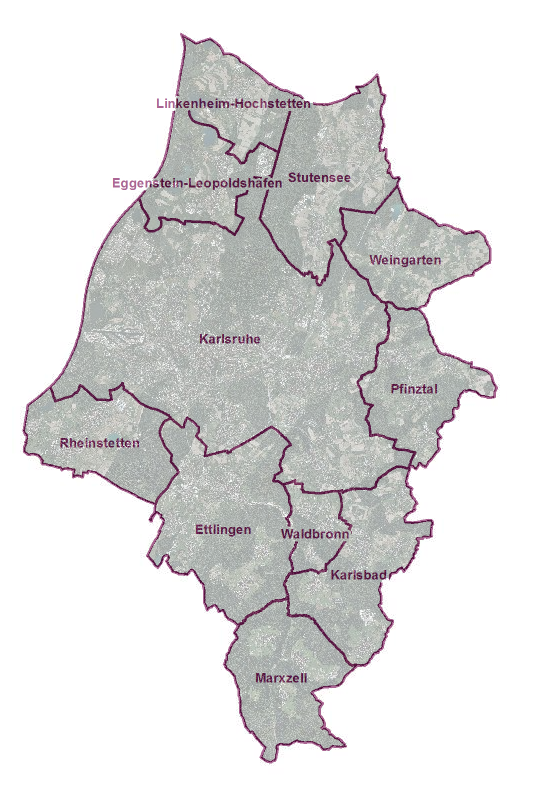 Linkenheim-Hochstetten
Eggenstein-Leopoldshafen
Stutensee
Weingarten
Karlsruhe
Pfinztal
Rheinstetten
Ettlingen
Waldbronn
Karlsbad
Marxzell